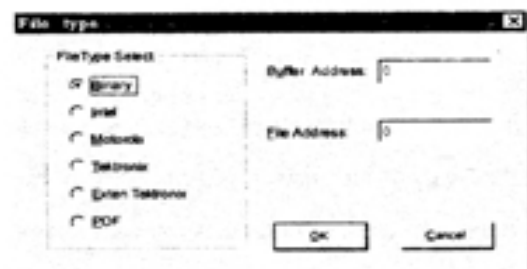 File type
FileType Select
Binary
Intel
Motorola
Tektronix
Exten Tektronix
POF
Buffer Address: 0
File Address: 0
OK
Cancel